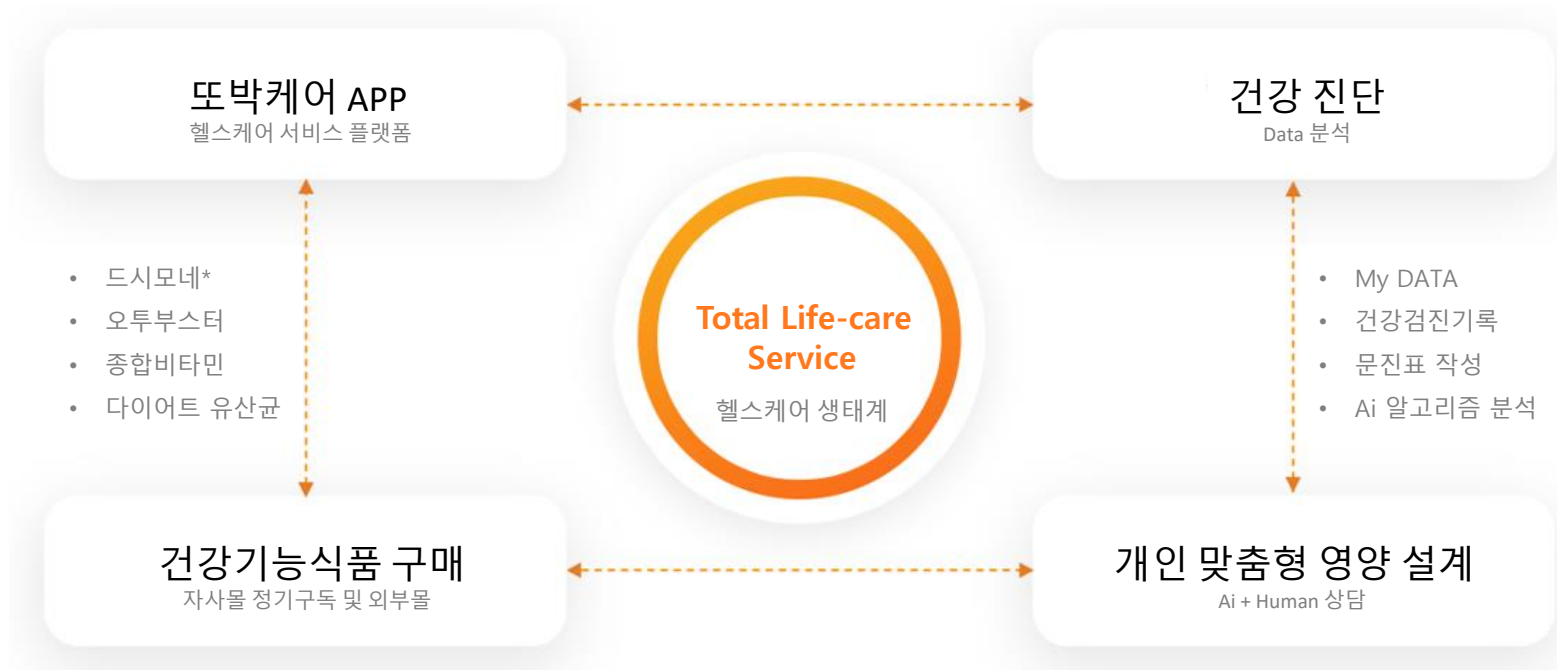 또박케어 APP
헬스케어 서비스 플랫폼
건강 진단
Data 분석
• 드시모네*
• 오투부스터
• 종합비타민
• 다이어트 유산균
Total Life-care
Service
헬스케어 생태계
• My DATA
• 건강검진기록
• 문진표 작성
• Ai 알고리즘 분석
건강기능식품 구매
자사몰 정기구독 및 외부몰
개인 맞춤형 영양 설계
Ai + Human 상담